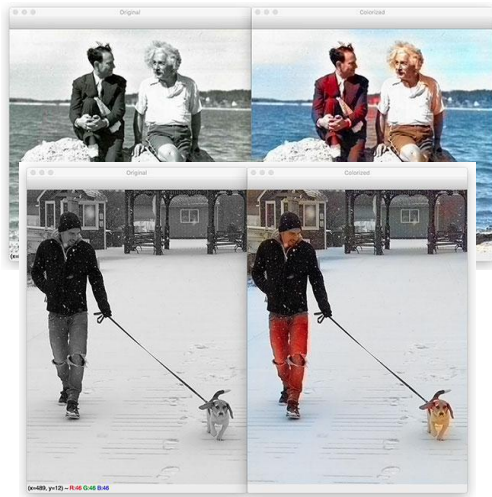 Original
Colorized
Original
Colorized
(x=489, y=12) ~ R:46 G:46 B:46